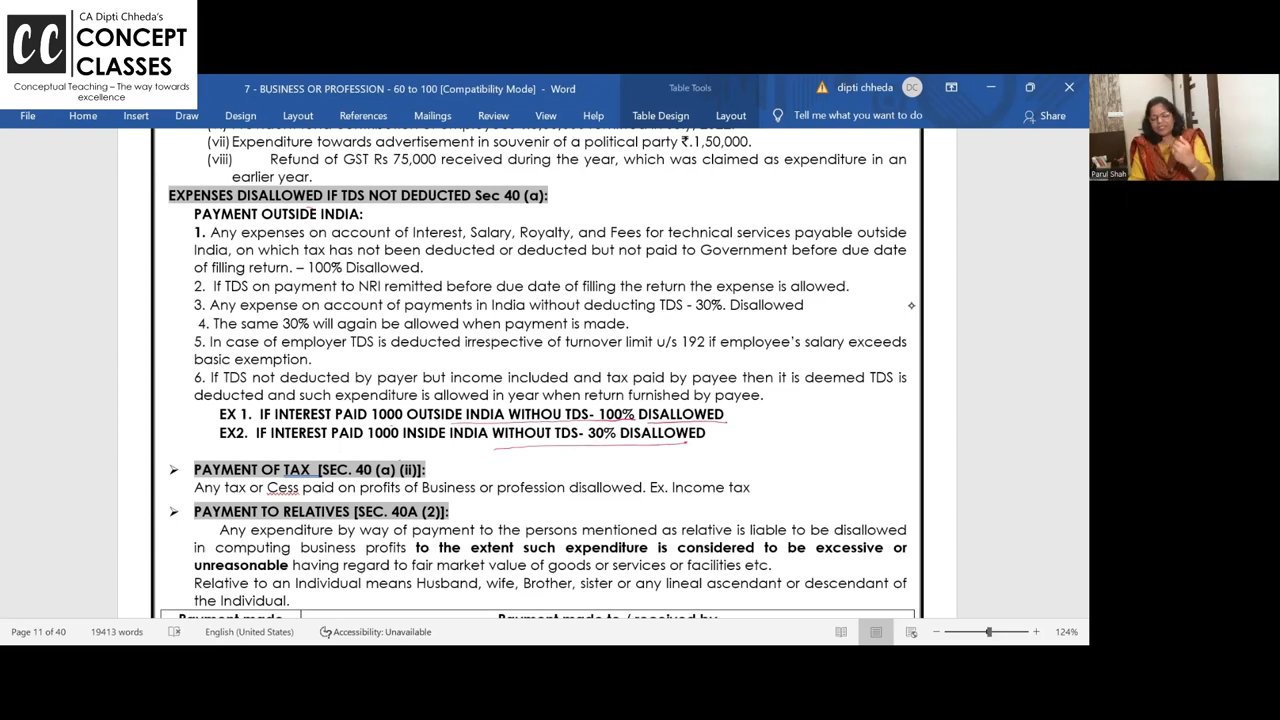 CA Dipti Chheda's
CC
CONCEPT
CLASSES
Conceptual Teaching – The way towards
excellence
7 - BUSINESS OR PROFESSION - 60 to 100 [Compatibility Mode] - Word
Table Tools
dipti chheda
DC
File Home Insert Draw Design Layout References Mailings Review View Help Table Design Layout Tell me what you want to do Share
(vii) Expenditure towards advertisement in souvenir of a political party ₹.1,50,000.
(viii) Refund of GST Rs 75,000 received during the year, which was claimed as expenditure in an
earlier year.
EXPENSES DISALLOWED IF TDS NOT DEDUCTED Sec 40 (a):
PAYMENT OUTSIDE INDIA:
1. Any expenses on account of Interest, Salary, Royalty, and Fees for technical services payable outside
India, on which tax has not been deducted or deducted but not paid to Government before due date
of filling return. – 100% Disallowed.
2. If TDS on payment to NRI remitted before due date of filling the return the expense is allowed.
3. Any expense on account of payments in India without deducting TDS - 30%. Disallowed
4. The same 30% will again be allowed when payment is made.
5. In case of employer TDS is deducted irrespective of turnover limit u/s 192 if employee's salary exceeds
basic exemption.
6. If TDS not deducted by payer but income included and tax paid by payee then it is deemed TDS is
deducted and such expenditure is allowed in year when return furnished by payee.
EX 1. IF INTEREST PAID 1000 OUTSIDE INDIA WITHOU TDS- 100% DISALLOWED
EX2. IF INTEREST PAID 1000 INSIDE INDIA WITHOUT TDS- 30% DISALLOWED
➢ PAYMENT OF TAX [SEC. 40 (a) (ii)]:
Any tax or Cess paid on profits of Business or profession disallowed. Ex. Income tax
➢ PAYMENT TO RELATIVES [SEC. 40A (2)]:
Any expenditure by way of payment to the persons mentioned as relative is liable to be disallowed
in computing business profits to the extent such expenditure is considered to be excessive or
unreasonable having regard to fair market value of goods or services or facilities etc.
Relative to an Individual means Husband, wife, Brother, sister or any lineal ascendant or descendant of
the Individual.
Payment made Payment made to / received by
Page 11 of 40 19413 words English (United States) Accessibility: Unavailable 124%
Parul Shah